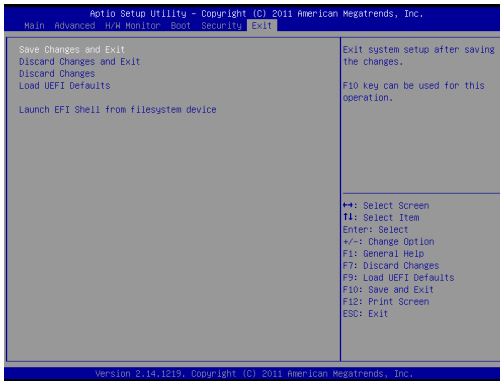 Aptio Setup Utility – Copyright (C) 2011 American Megatrends, Inc.
Main Advanced H/W Monitor Boot Security Exit
Save Changes and Exit
Discard Changes and Exit
Discard Changes
Load UEFI Defaults
Launch EFI Shell from filesystem device
Exit system setup after saving
the changes.
F10 key can be used for this
operation.
↔: Select Screen
↑↓: Select Item
Enter: Select
+/-: Change Option
F1: General Help
F7: Discard Changes
F9: Load UEFI Defaults
F10: Save and Exit
F12: Print Screen
ESC: Exit
Version 2.14.1219. Copyright (C) 2011 American Megatrends, Inc.